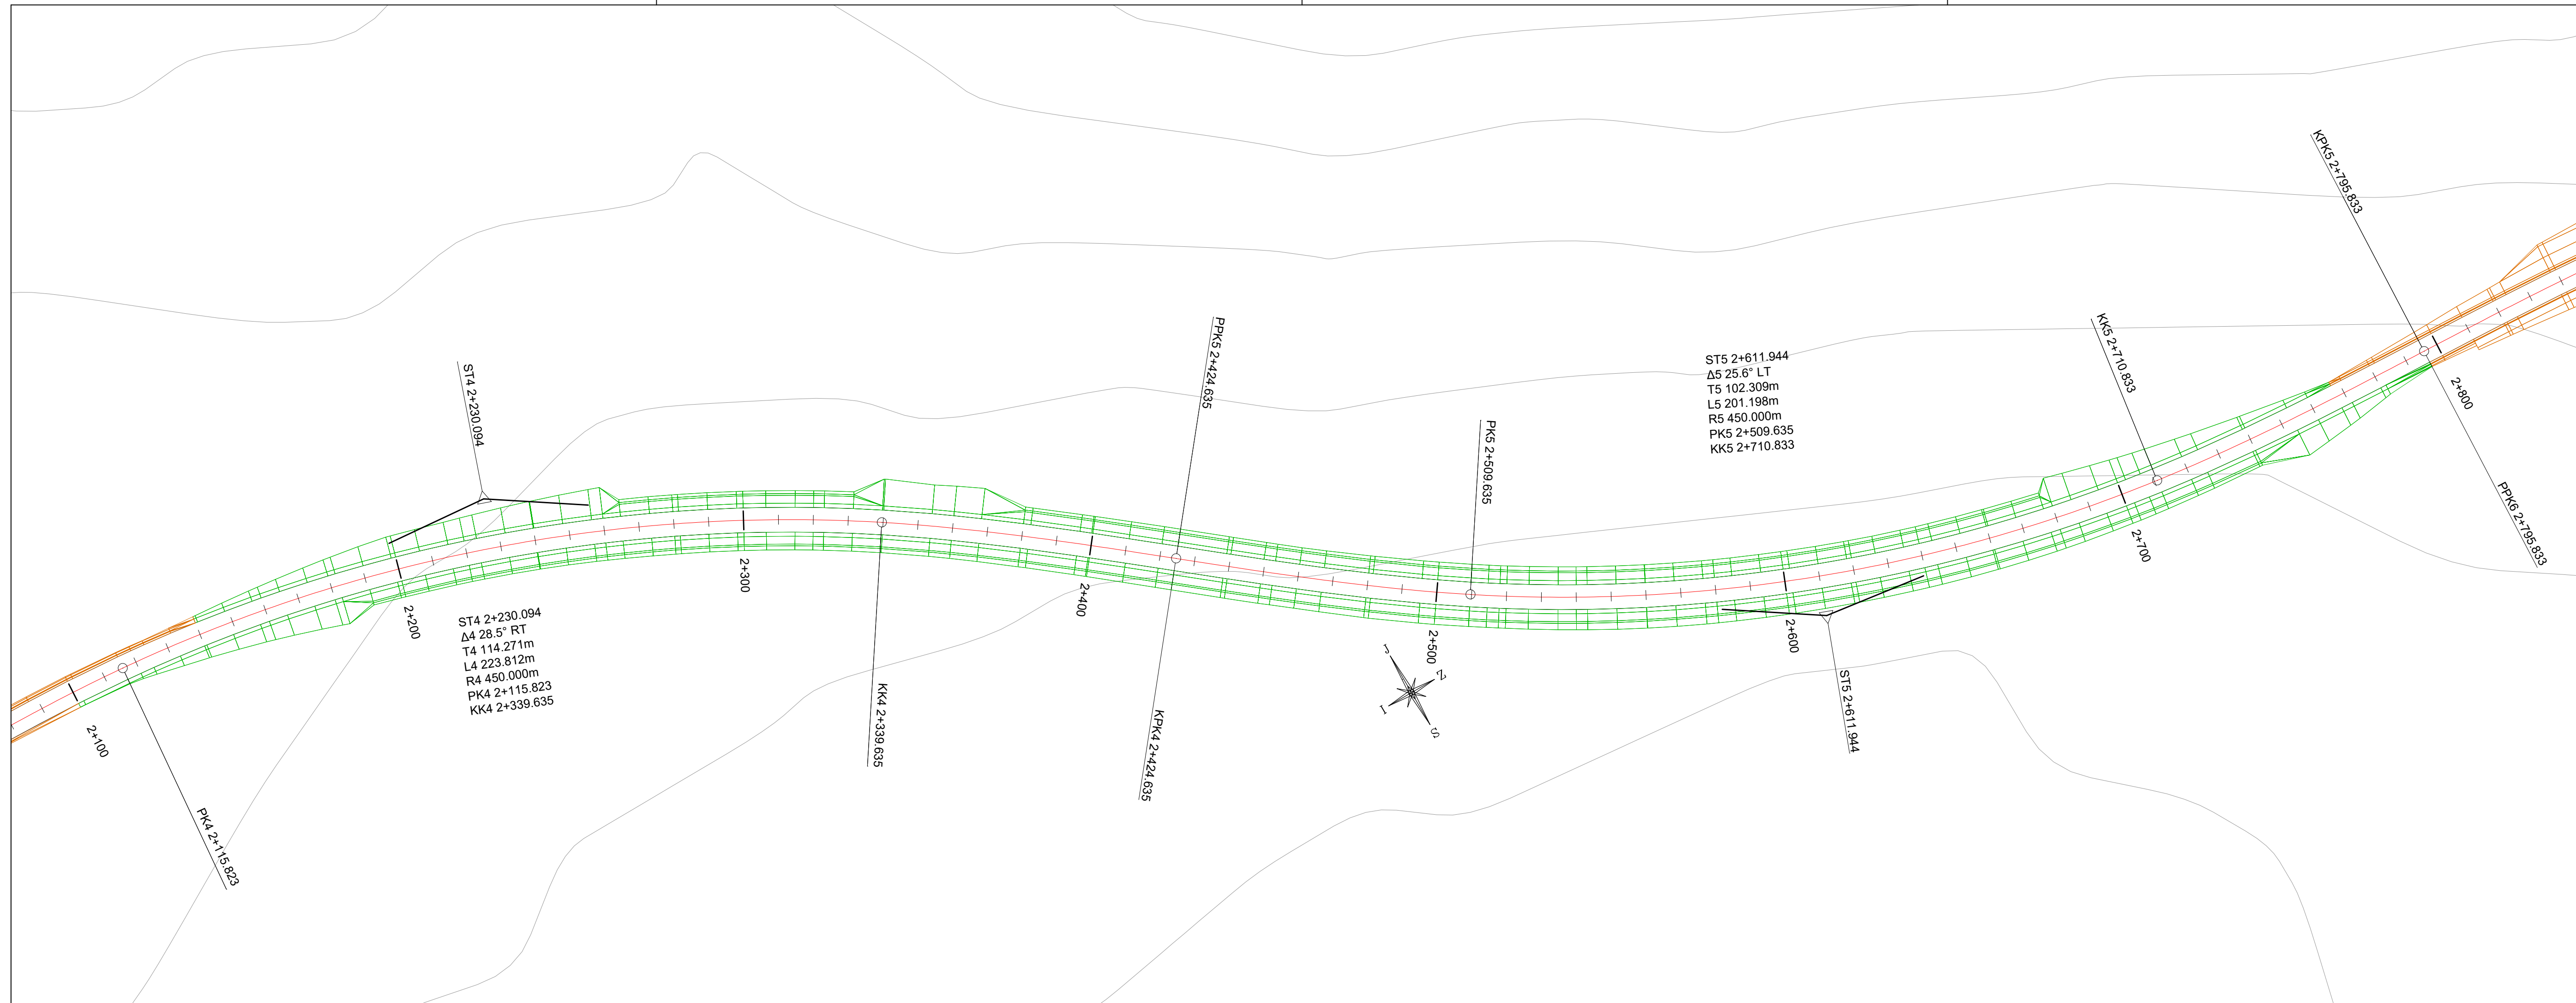 KPK5 2+795.833
PPK5 2+424.635
KK5 2+710.833
ST5 2+611.944
Δ5 25.6° LT
T5 102.309m
L5 201.198m
R5 450.000m
PK5 2+509.635
KK5 2+710.833
ST4 2+230.094
PK5 2+509.635
2+800
PPK6 2+795.833
2+700
2+300
2+400
2+200
2+600
2+500
ST4 2+230.094
Δ4 28.5° RT
T4 114.271m
L4 223.812m
R4 450.000m
PK4 2+115.823
KK4 2+339.635
J
Z
I
S
KK4 2+339.635
KPK4 2+424.635
ST5 2+611.944
2+100
PK4 2+115.823